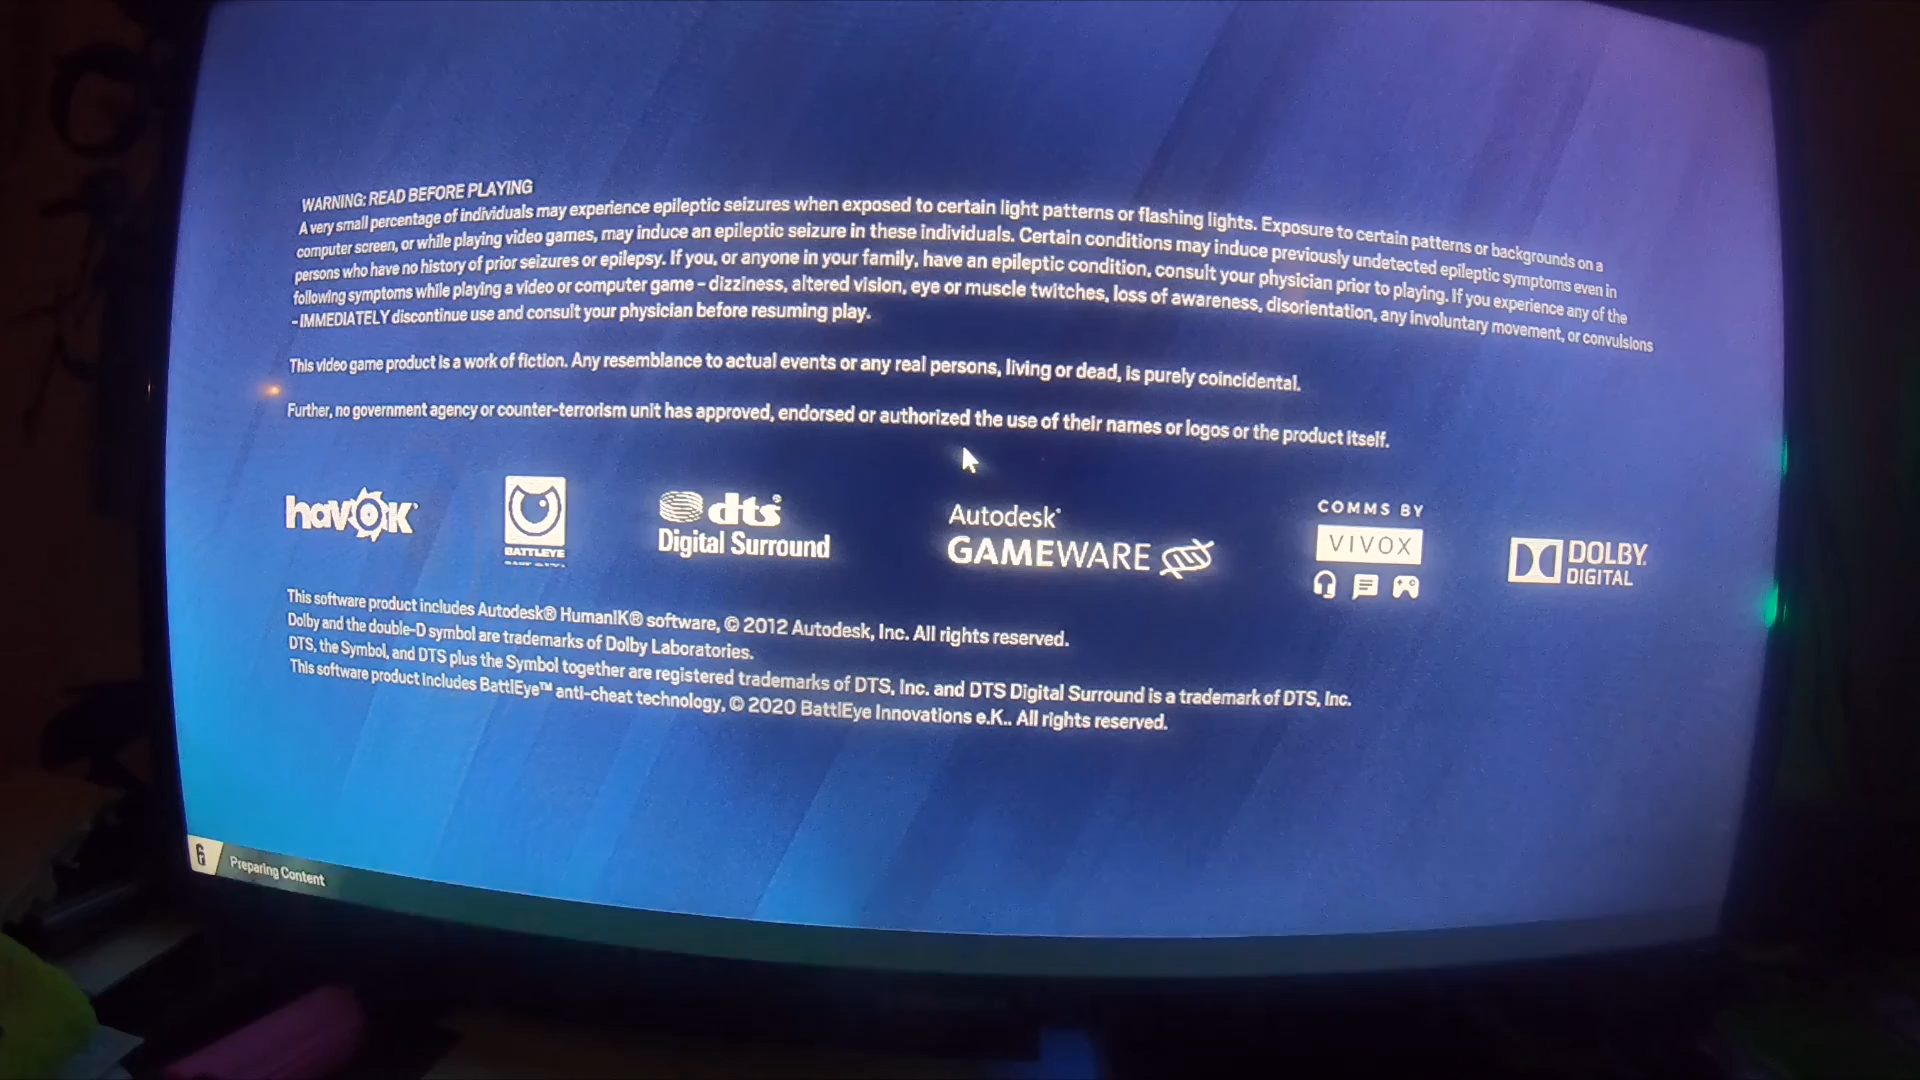 WARNING: READ BEFORE PLAYING
A very small percentage of individuals may experience epileptic seizures when exposed to certain light patterns or flashing lights. Exposure to certain patterns or backgrounds on a
computer screen, or while playing video games, may induce an epileptic seizure in these individuals. Certain conditions may induce previously undetected epileptic symptoms even in
persons who have no history of prior seizures or epilepsy. If you, or anyone in your family, have an epileptic condition, consult your physician prior to playing. If you experience any of the
following symptoms while playing a video or computer game - dizziness, altered vision, eye or muscle twitches, loss of awareness, disorientation, any involuntary movement, or convulsions
- IMMEDIATELY discontinue use and consult your physician before resuming play.
This video game product is a work of fiction. Any resemblance to actual events or any real persons, living or dead, is purely coincidental.
Further, no government agency or counter-terrorism unit has approved, endorsed or authorized the use of their names or logos or the product itself.
havok
BATTLEYE
dts
Digital Surround
Autodesk®
GAMEWARE
COMMS BY
VIVOX
DOLBY
DIGITAL
This software product includes Autodesk® HumanIK® software, © 2012 Autodesk, Inc. All rights reserved.
Dolby and the double-D symbol are trademarks of Dolby Laboratories.
DTS, the Symbol, and DTS plus the Symbol together are registered trademarks of DTS, Inc. and DTS Digital Surround is a trademark of DTS, Inc.
This software product includes BattlEye™ anti-cheat technology, © 2020 BattlEye Innovations e.K.. All rights reserved.
6
Preparing Content